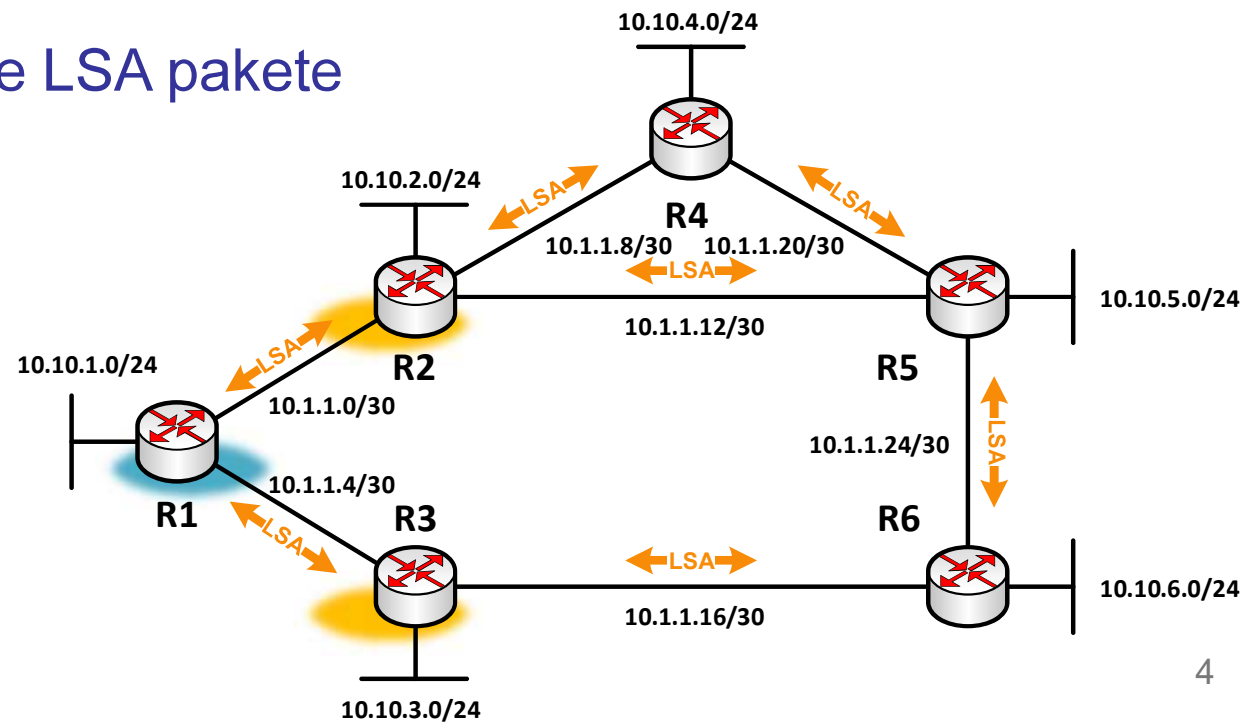 10.10.4.0/24
e LSA pakete
10.10.2.0/24
LSA
LSA
R4
10.1.1.8/30
10.1.1.20/30
LSA
10.10.5.0/24
10.1.1.12/30
R2
R5
10.10.1.0/24
LSA
10.1.1.0/30
LSA
10.1.1.24/30
10.1.1.4/30
R1
R3
R6
LSA
LSA
10.10.6.0/24
10.1.1.16/30
4
10.10.3.0/24